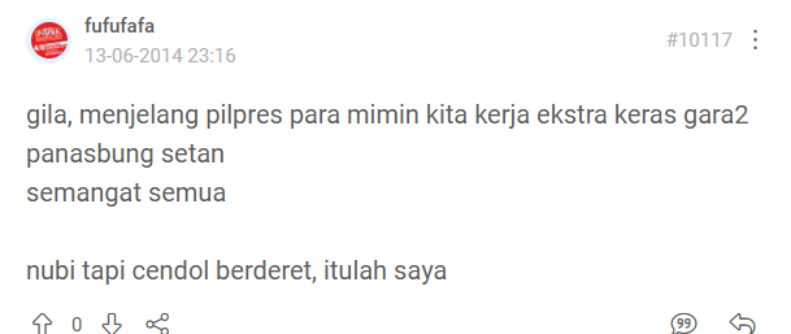 fufufafa
13-06-2014 23:16
#10117
gila, menjelang pilpres para mimin kita kerja ekstra keras gara2
panasbung setan
semangat semua
nubi tapi cendol berderet, itulah saya
0
99